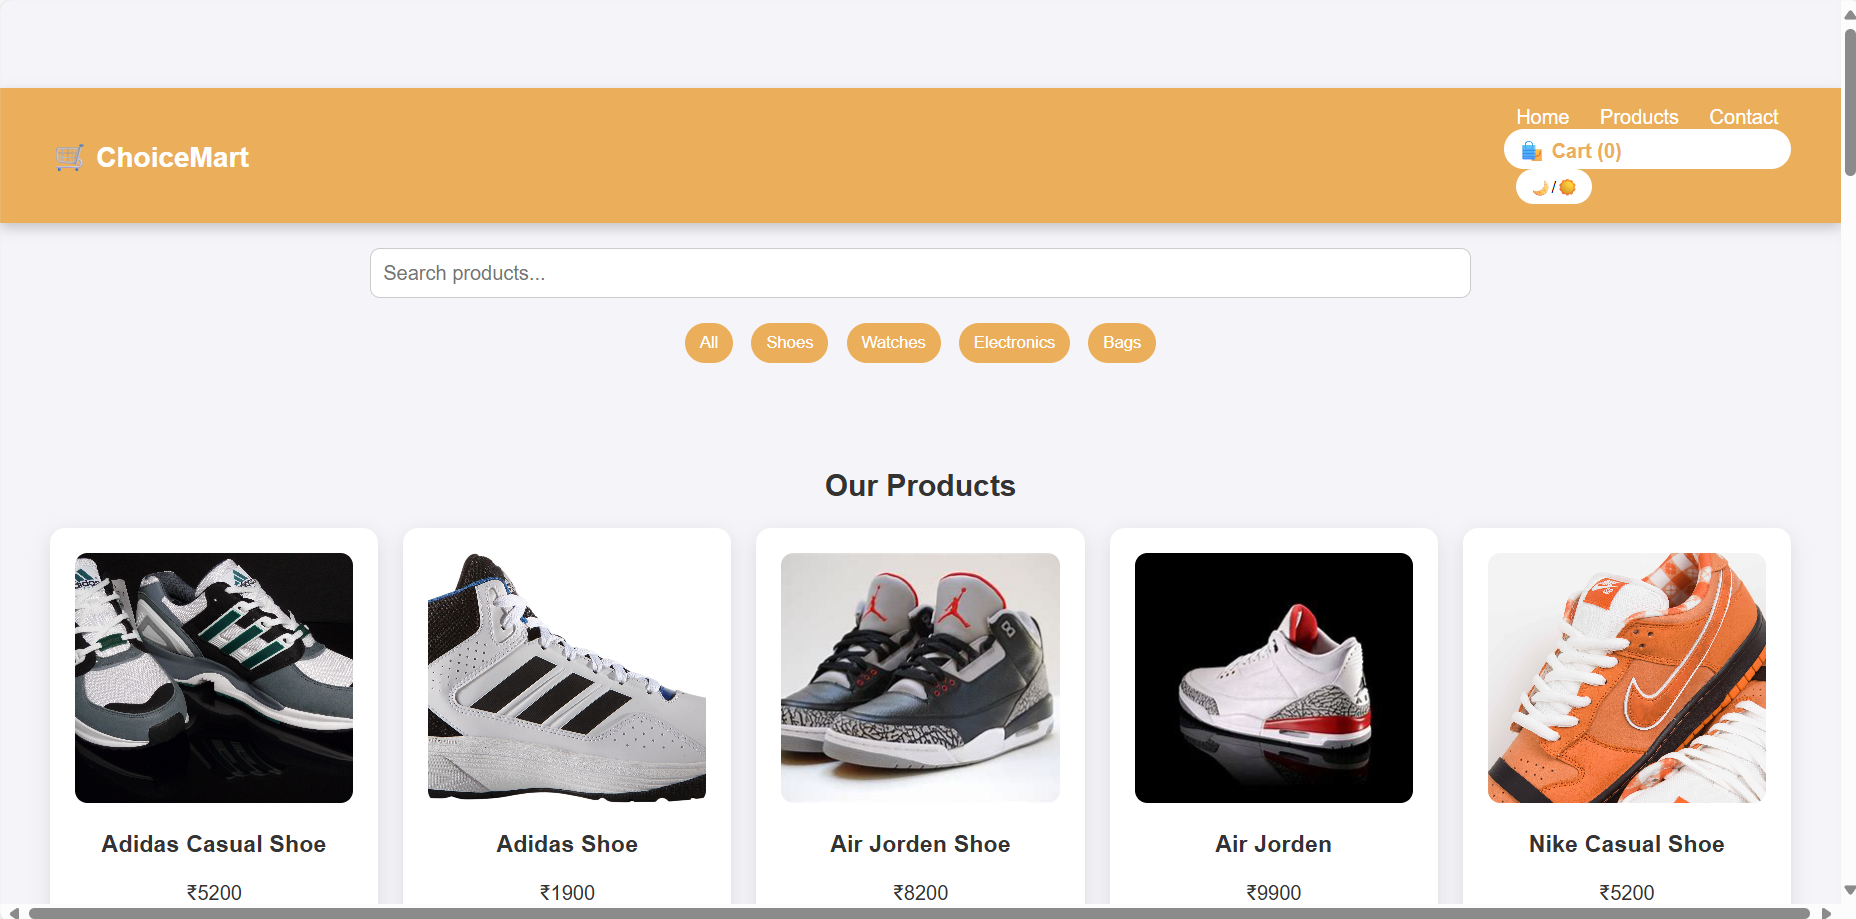 ChoiceMart
Home Products Contact
Cart (0)
/
Search products...
All Shoes Watches Electronics Bags
Our Products
Adidas Casual Shoe
₹5200
Adidas Shoe
₹1900
Air Jorden Shoe
₹8200
Air Jorden
₹9900
Nike Casual Shoe
₹5200